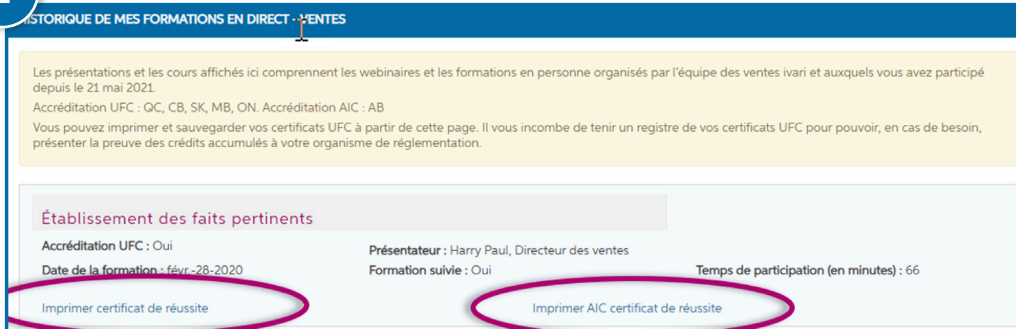 ISTORIQUE DE MES FORMATIONS EN DIRECT - VENTES
Les présentations et les cours affichés ici comprennent les webinaires et les formations en personne organisés par l'équipe des ventes ivari et auxquels vous avez participé
depuis le 21 mai 2021.
Accréditation UFC : QC, CB, SK, MB, ON. Accréditation AIC : AB
Vous pouvez imprimer et sauvegarder vos certificats UFC à partir de cette page. Il vous incombe de tenir un registre de vos certificats UFC pour pouvoir, en cas de besoin,
présenter la preuve des crédits accumulés à votre organisme de réglementation.
Établissement des faits pertinents
Accréditation UFC : Oui
Présentateur : Harry Paul, Directeur des ventes
Date de la formation : févr.-28-2020 Formation suivie : Oui Temps de participation (en minutes) : 66
Imprimer certificat de réussite Imprimer AIC certificat de réussite